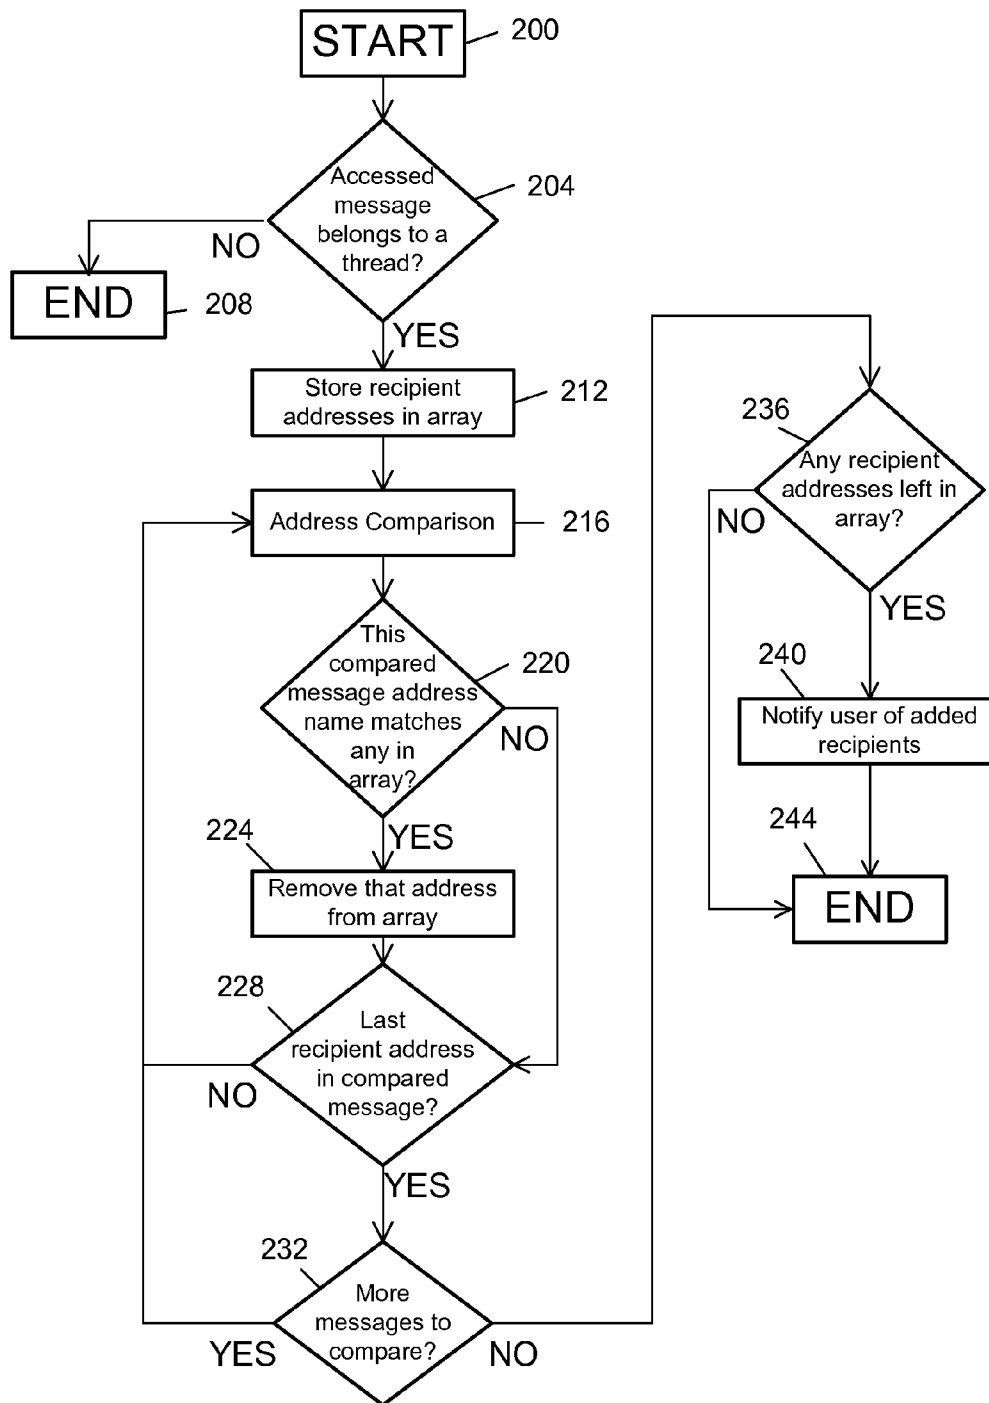 START
200
Accessed
message
belongs to a
thread?
204
NO
END
208
YES
Store recipient
addresses in array
212
Address Comparison
216
This
compared
message address
name matches
any in
array?
220
NO
YES
224
Remove that address
from array
228
Last
recipient address
in compared
message?
NO
YES
232
More
messages to
compare?
YES
NO
236
Any recipient
addresses left in
array?
NO
YES
240
Notify user of added
recipients
244
END